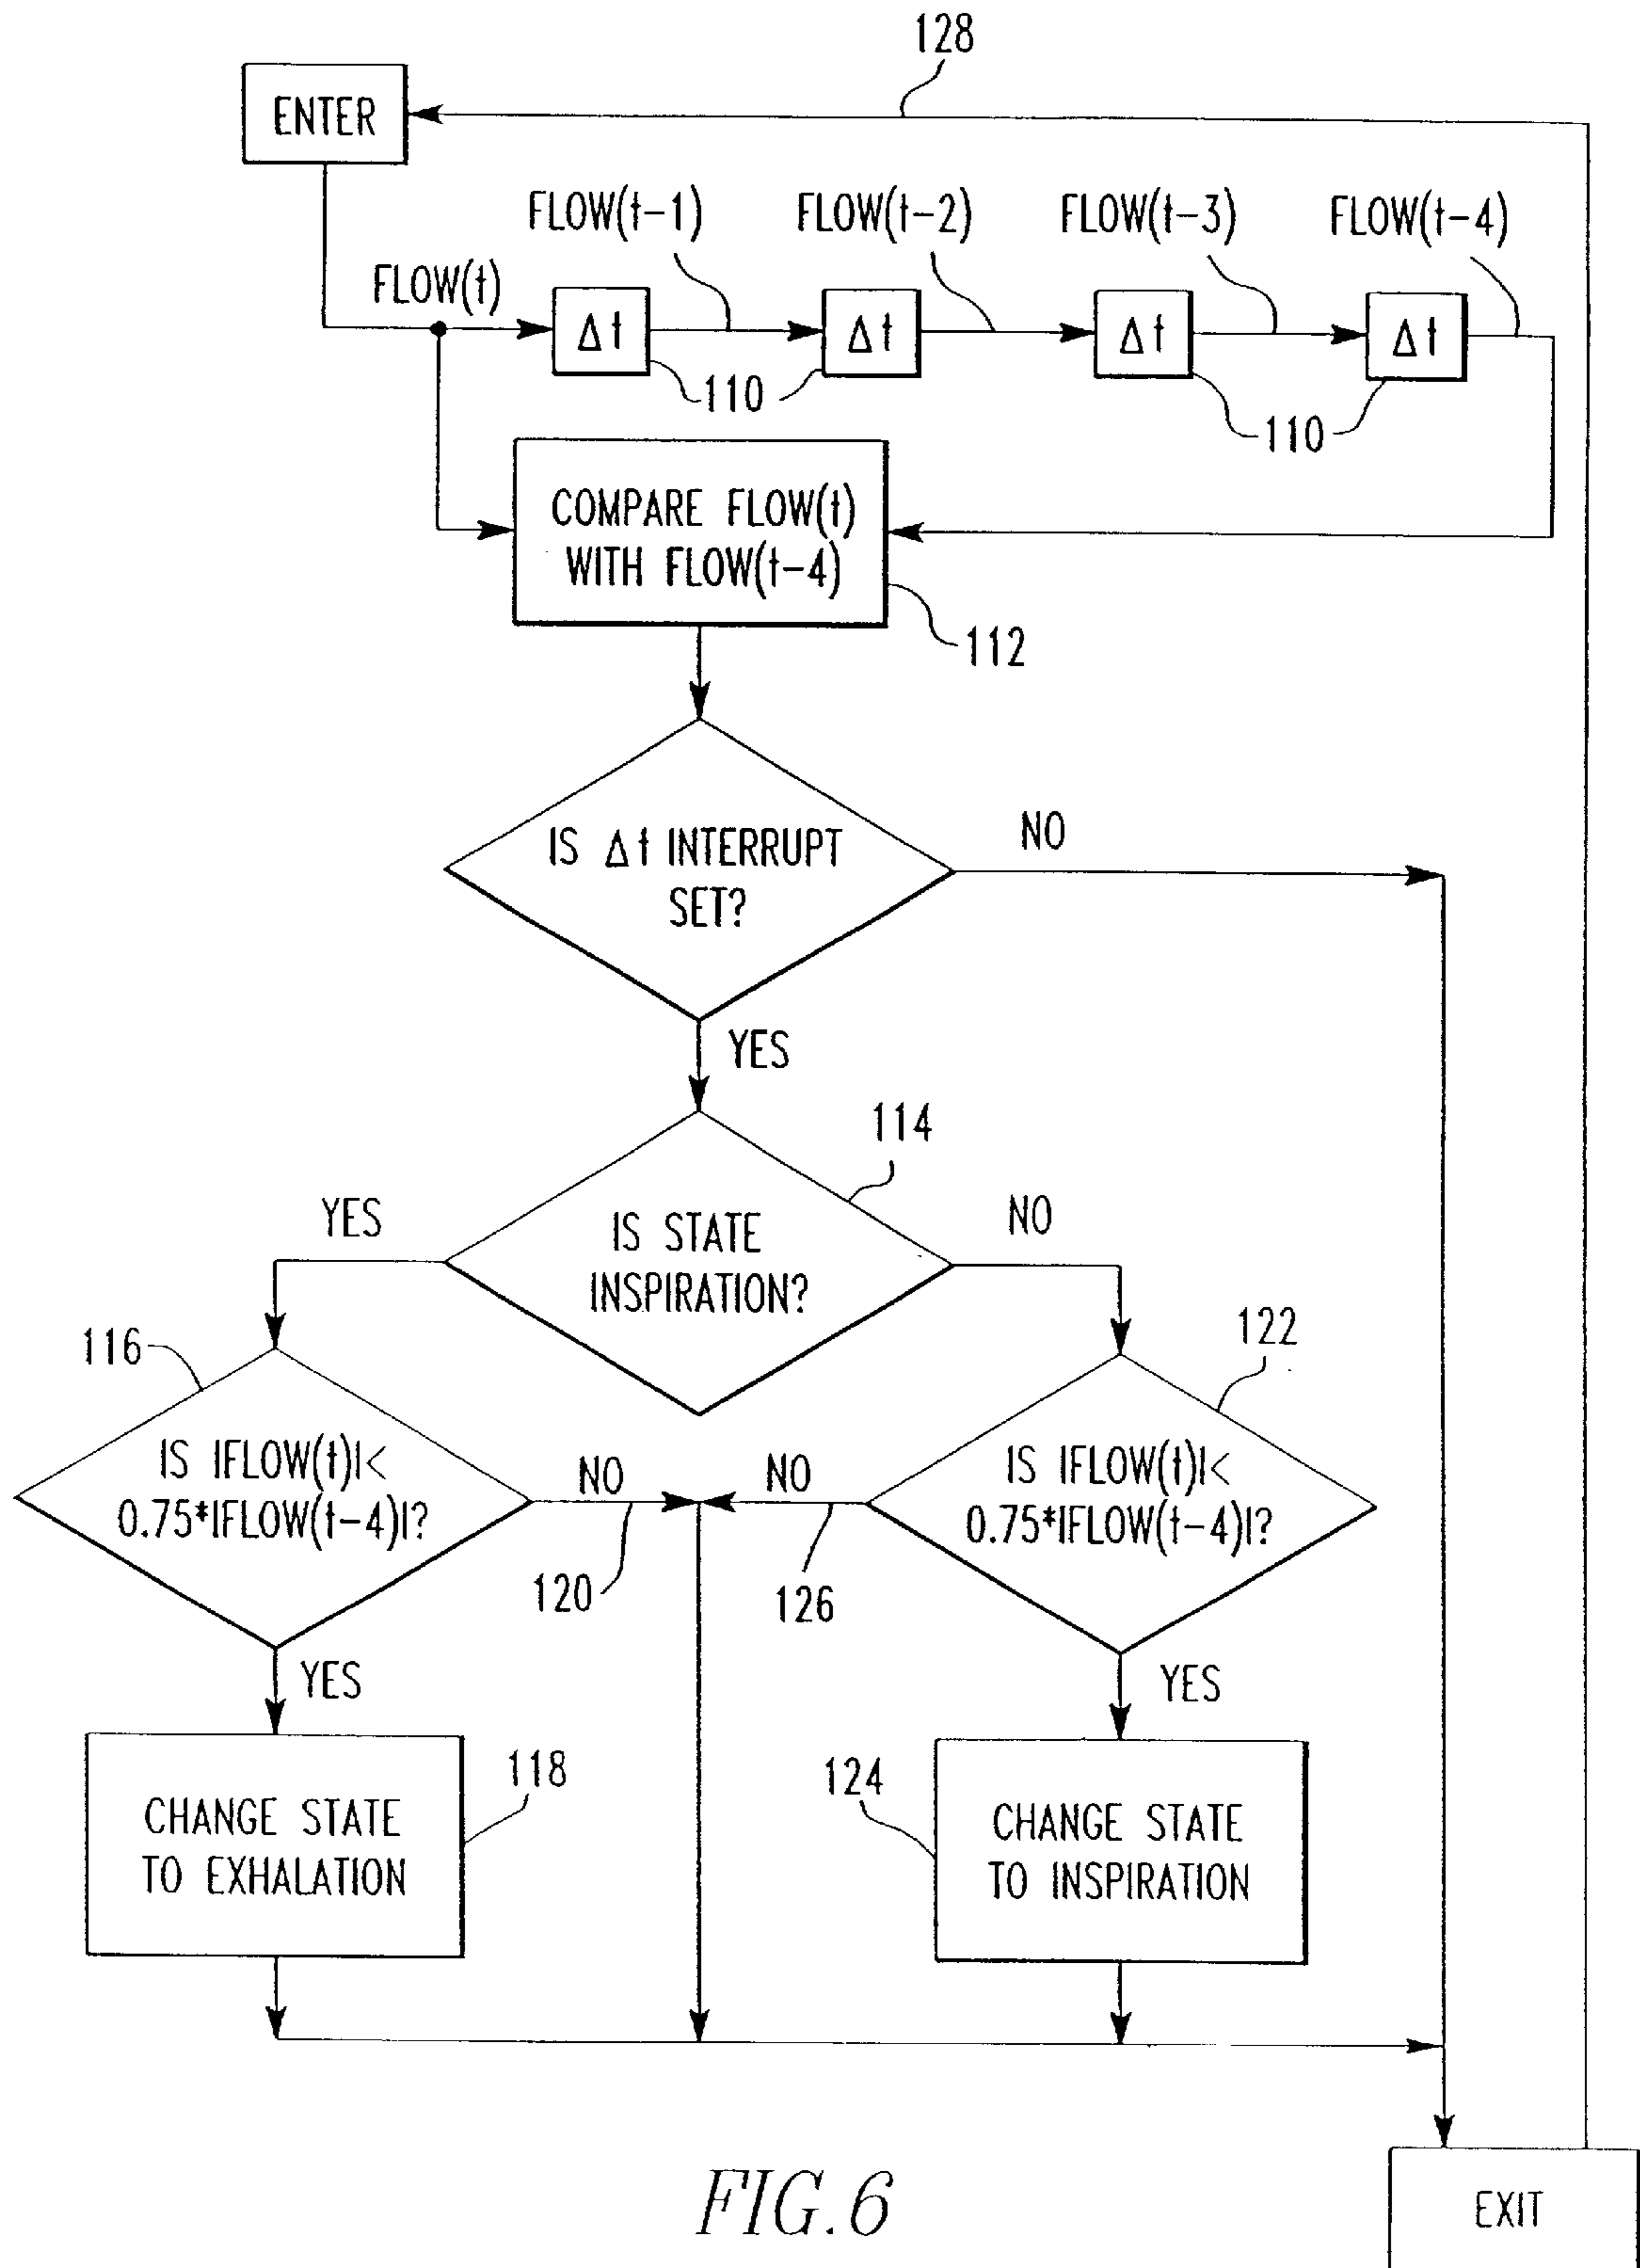 128
ENTER
FLOW(t-1)
FLOW(t-2)
FLOW(t-3)
FLOW(t-4)
FLOW(t)
Δt
Δt
Δt
Δt
110
110
COMPARE FLOW(t)
WITH FLOW(t-4)
112
IS Δt INTERRUPT
SET?
NO
YES
114
YES
IS STATE
INSPIRATION?
NO
116
122
IS |FLOW(t)|<
0.75*|FLOW(t-4)|?
NO
NO
IS |FLOW(t)|<
0.75*|FLOW(t-4)|?
120
126
YES
YES
118
124
CHANGE STATE
TO EXHALATION
CHANGE STATE
TO INSPIRATION
FIG.6
EXIT